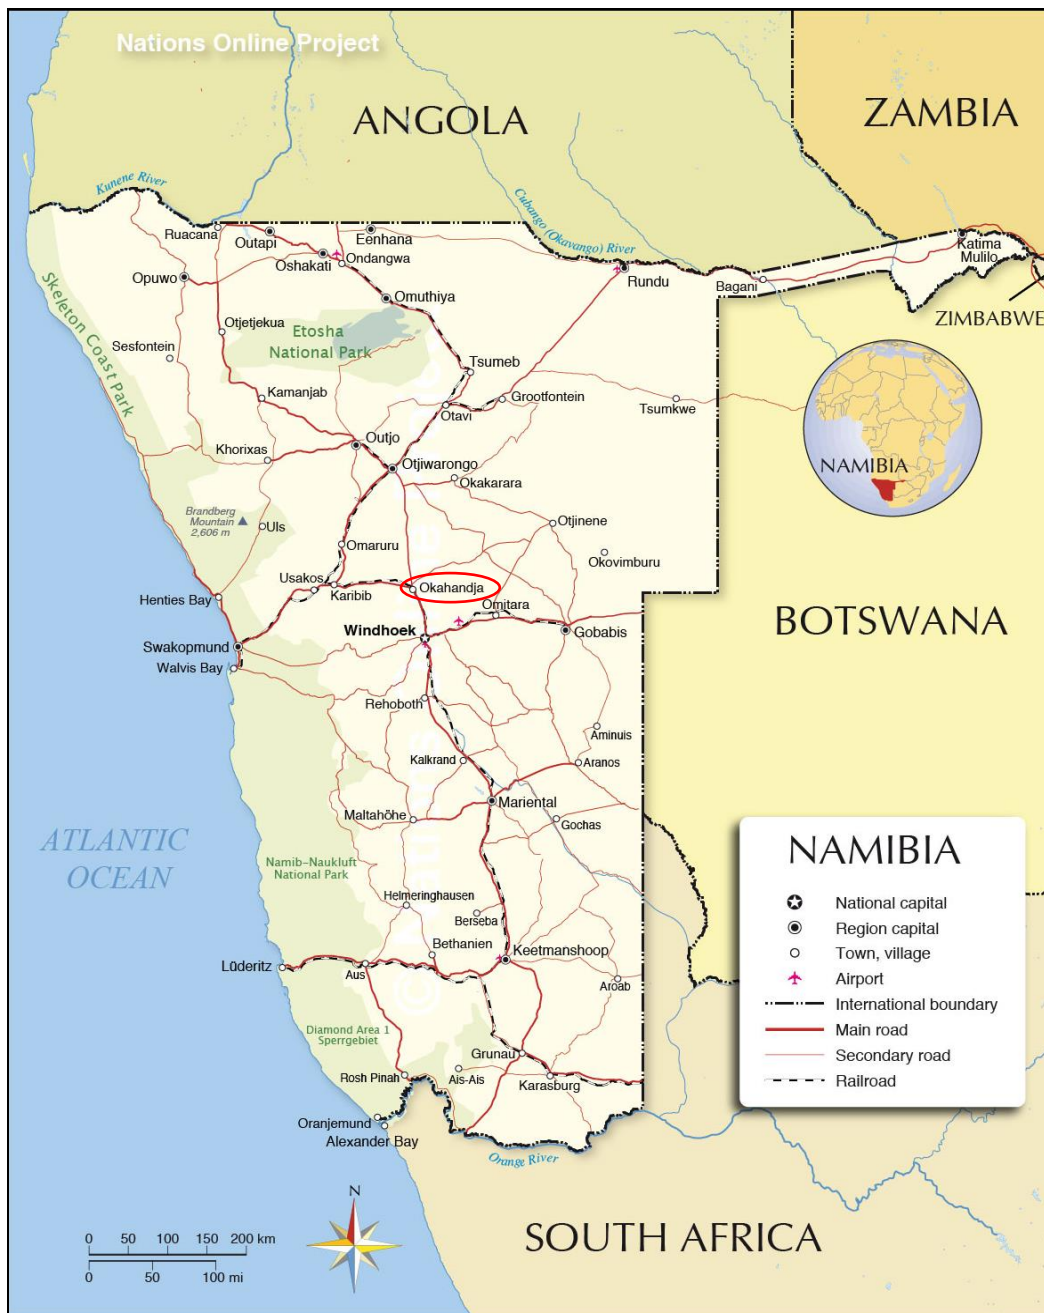 Nations Online Project
ANGOLA
ZAMBIA
Kunene River
Cubango (Okavango) River
Ruacana
Outapi
Eenhana
Oshakati
Ondangwa
Opuwo
Omuthiya
Rundu
Bagani
Katima
Mulilo
ZIMBABWE
Skeleton Coast Park
Otjetjekua
Etosha
National Park
Sesfontein
Tsumeb
Kamanjab
Grootfontein
Otavi
Tsumkwe
Outjo
Khorixas
Otjiwarongo
Okakarara
NAMIBIA
Brandberg
Mountain
2,606 m
Uis
Otjinene
Omaruru
Okovimburu
Usakos
Karibib
Okahandja
Henties Bay
Omitara
BOTSWANA
Windhoek
Gobabis
Swakopmund
Walvis Bay
Rehoboth
Aminuis
Kalkrand
Aranos
Mariental
Maltahöhe
Gochas
ATLANTIC
OCEAN
Namib-Naukluft
National Park
Helmeringhausen
Berseba
Bethanien
Keetmanshoop
Lüderitz
Aus
Aroab
Diamond Area 1
Sperrgebiet
Grunau
Rosh Pinah
Ais-Ais
Karasburg
Oranjemund
Alexander Bay
Orange River
NAMIBIA
National capital
Region capital
Town, village
Airport
International boundary
Main road
Secondary road
Railroad
N
0 50 100 150 200 km
0 50 100 mi
SOUTH AFRICA